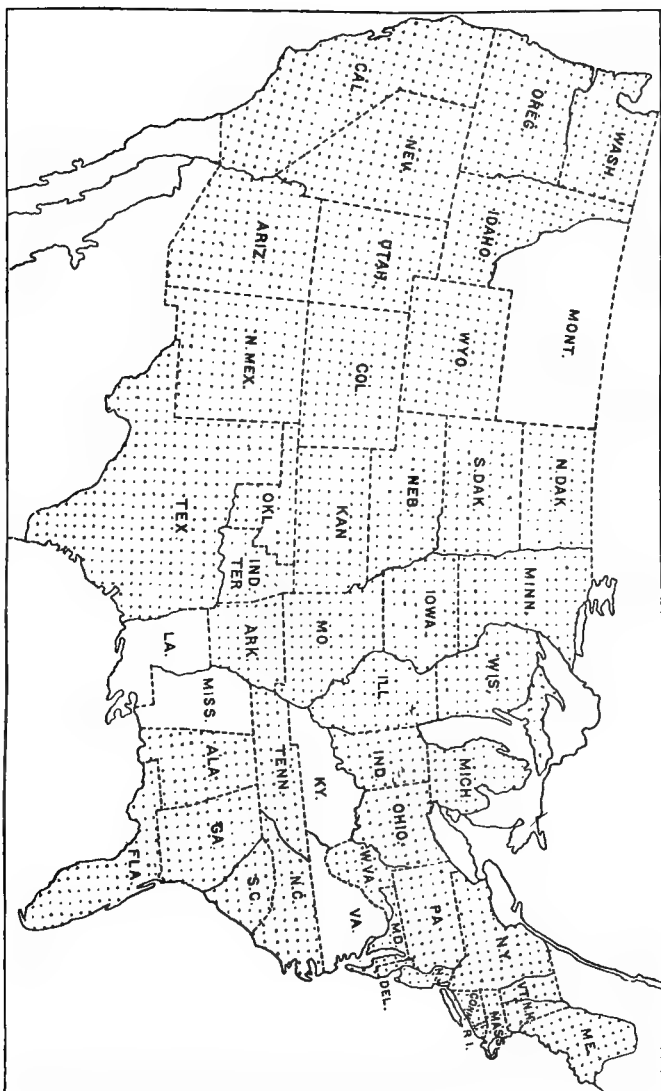 WASH
OREG.
CAL
NEV.
IDAHO.
MONT.
UTAH.
ARIZ
WYO.
COL
N.MEX.
N.DAK
S.DAK
NEB.
KAN
OKL
IND.
TER
TEX
MINN.
IOWA
MO
ARK
LA.
WIS.
ILL
MICH
IND
OHIO.
KY.
TENN.
MISS.
ALA
GA
FLA
S.C.
N.C.
VA.
W.VA.
MD.
DEL.
PA
N.J.
N.Y.
CONN
R.I.
MASS
VT.
N.H.
ME.